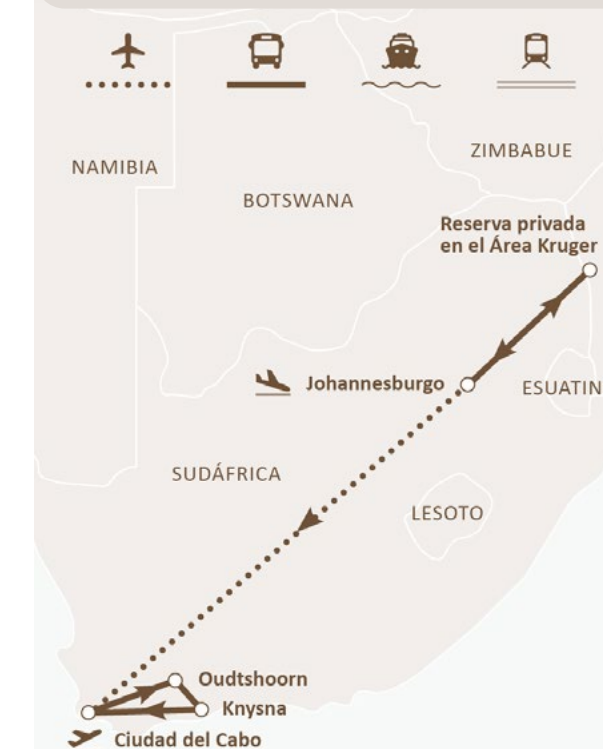 NAMIBIA
ZIMBABUE
BOTSWANA
Reserva privada
en el Área Kruger
Johannesburgo
ESUATIN
SUDÁFRICA
LESOTO
Oudtshoorn
Knysna
Ciudad del Cabo